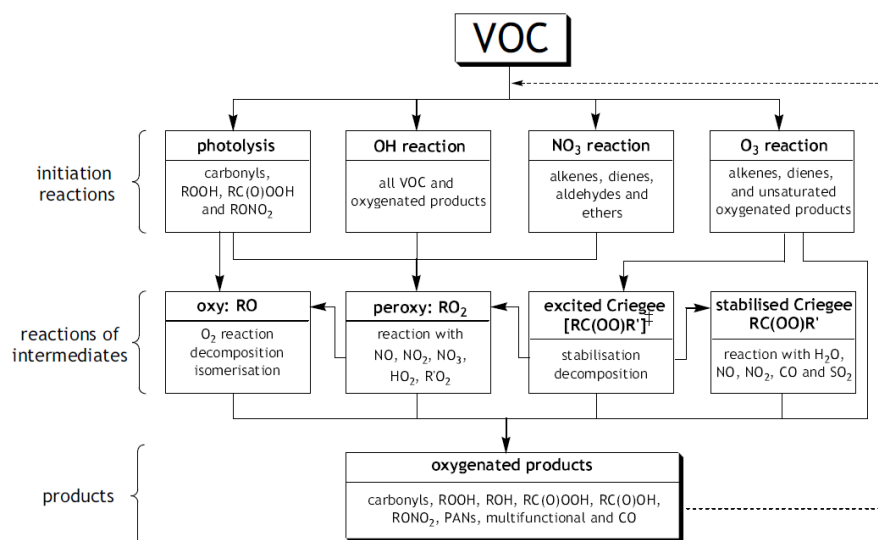 VOC
initiation
reactions
photolysis
carbonyls,
ROOH, RC(O)OOH
and RONO₂
OH reaction
all VOC and
oxygenated products
NO₃ reaction
alkenes, dienes,
aldehydes and
ethers
O₃ reaction
alkenes, dienes,
and unsaturated
oxygenated products
reactions of
intermediates
oxy: RO
O₂ reaction
decomposition
isomerisation
peroxy: RO₂
reaction with
NO, NO₂, NO₃,
HO₂, R'O₂
excited Criegee
[RC(OO)R']‡
stabilisation
decomposition
stabilised Criegee
RC(OO)R'
reaction with H₂O,
NO, NO₂, CO and SO₂
products
oxygenated products
carbonyls, ROOH, ROH, RC(O)OOH, RC(O)OH,
RONO₂, PANs, multifunctional and CO